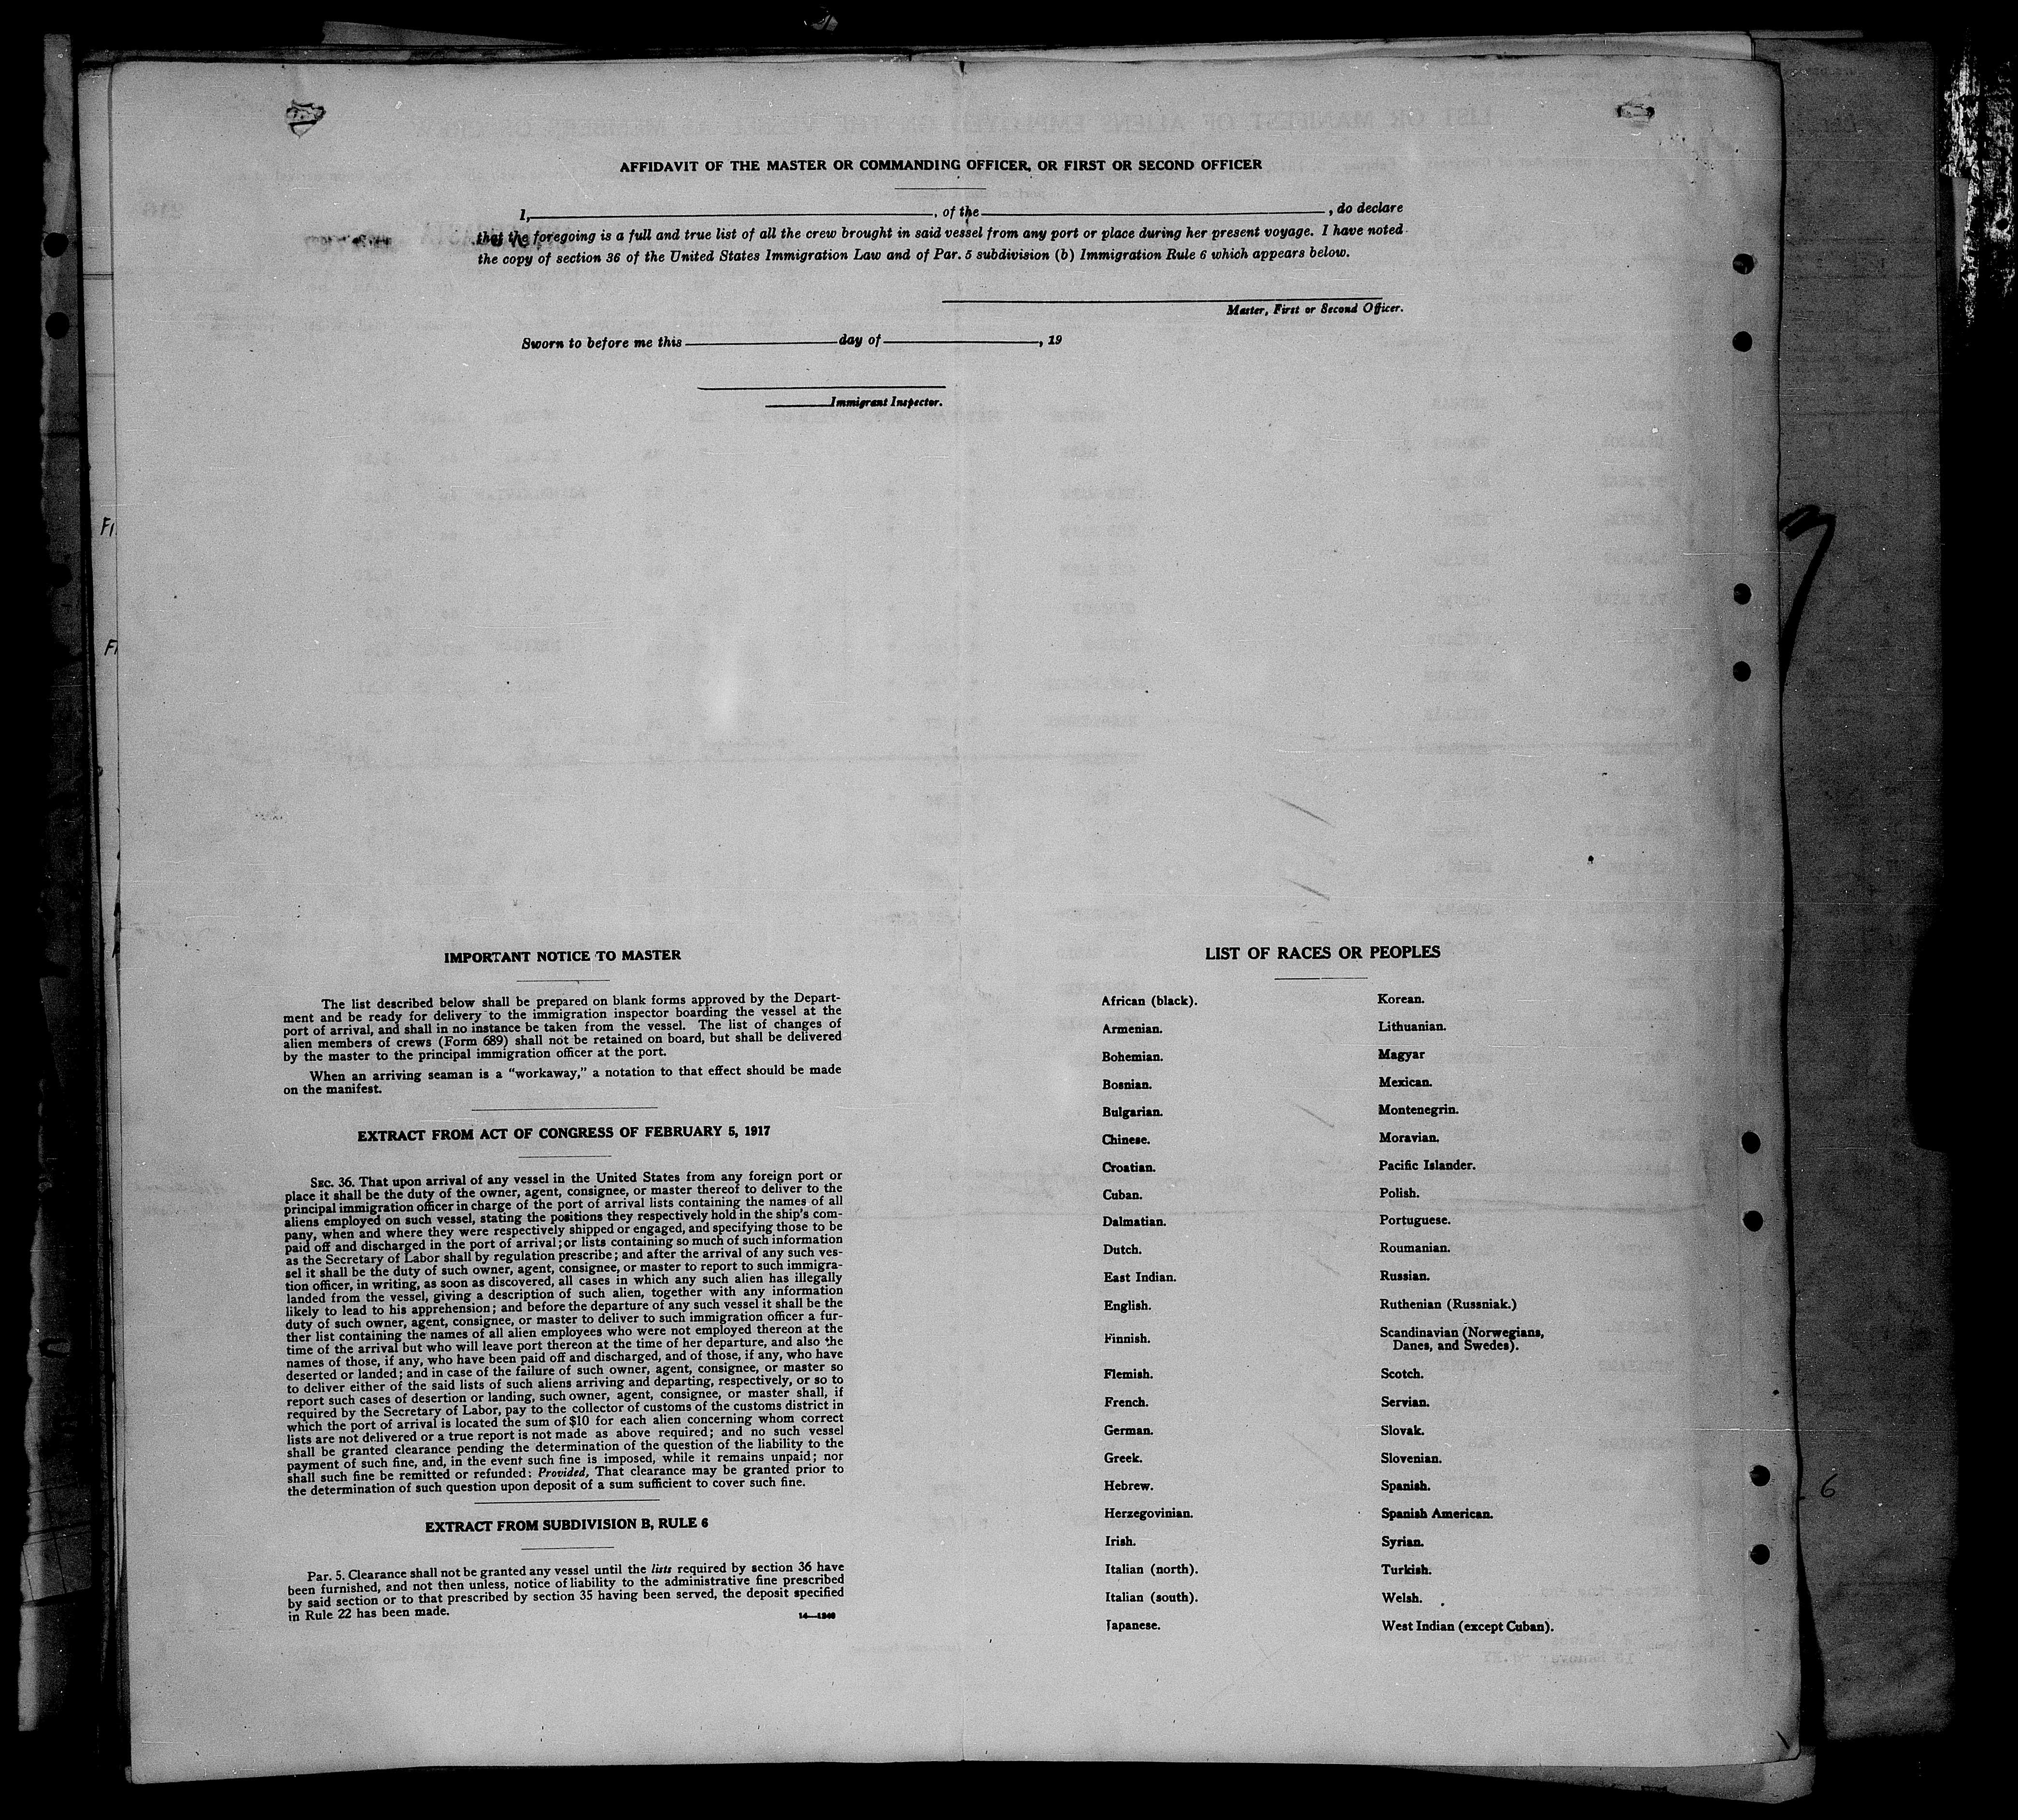 AFFIDAVIT OF THE MASTER OR COMMANDING OFFICER, OR FIRST OR SECOND OFFICER
I, , of the , do declare
that the foregoing is a full and true list of all the crew brought in said vessel from any port or place during her present voyage. I have noted
the copy of section 36 of the United States Immigration Law and of Par. 5 subdivision (b) Immigration Rule 6 which appears below.
Master, First or Second Officer.
Sworn to before me this day of , 19
Immigrant Inspector.
IMPORTANT NOTICE TO MASTER
The list described below shall be prepared on blank forms approved by the Depart-
ment and be ready for delivery to the immigration inspector boarding the vessel at the
port of arrival, and shall in no instance be taken from the vessel. The list of changes of
alien members of crews (Form 689) shall not be retained on board, but shall be delivered
by the master to the principal immigration officer at the port.
When an arriving seaman is a "workaway," a notation to that effect should be made
on the manifest.
EXTRACT FROM ACT OF CONGRESS OF FEBRUARY 5, 1917
SEC. 36. That upon arrival of any vessel in the United States from any foreign port or
place it shall be the duty of the owner, agent, consignee, or master thereof to deliver to the
principal immigration officer in charge of the port of arrival lists containing the names of all
aliens employed on such vessel, stating the positions they respectively hold in the ship's com-
pany, when and where they were respectively shipped or engaged, and specifying those to be
paid off and discharged in the port of arrival; or lists containing so much of such information
as the Secretary of Labor shall by regulation prescribe; and after the arrival of any such ves-
sel it shall be the duty of such owner, agent, consignee, or master to report to such immigra-
tion officer, in writing, as soon as discovered, all cases in which any such alien has illegally
landed from the vessel, giving a description of such alien, together with any information
likely to lead to his apprehension; and before the departure of any such vessel it shall be the
duty of such owner, agent, consignee, or master to deliver to such immigration officer a fur-
ther list containing the names of all alien employees who were not employed thereon at the
time of the arrival but who will leave port thereon at the time of her departure, and also the
names of those, if any, who have been paid off and discharged, and of those, if any, who have
deserted or landed; and in case of the failure of such owner, agent, consignee, or master so
to deliver either of the said lists of such aliens arriving and departing, respectively, or so to
report such cases of desertion or landing, such owner, agent, consignee, or master shall, if
required by the Secretary of Labor, pay to the collector of customs of the customs district in
which the port of arrival is located the sum of $10 for each alien concerning whom correct
lists are not delivered or a true report is not made as above required; and no such vessel
shall be granted clearance pending the determination of the question of the liability to the
payment of such fine, and, in the event such fine is imposed, while it remains unpaid; nor
shall such fine be remitted or refunded: Provided, That clearance may be granted prior to
the determination of such question upon deposit of a sum sufficient to cover such fine.
EXTRACT FROM SUBDIVISION B, RULE 6
Par. 5. Clearance shall not be granted any vessel until the lists required by section 36 have
been furnished, and not then unless, notice of liability to the administrative fine prescribed
by said section or to that prescribed by section 35 having been served, the deposit specified
in Rule 22 has been made.
LIST OF RACES OR PEOPLES
African (black).
Armenian.
Bohemian.
Bosnian.
Bulgarian.
Chinese.
Croatian.
Cuban.
Dalmatian.
Dutch.
East Indian.
English.
Finnish.
Flemish.
French.
German.
Greek.
Hebrew.
Herzegovinian.
Irish.
Italian (north).
Italian (south).
Japanese.
Korean.
Lithuanian.
Magyar
Mexican.
Montenegrin.
Moravian.
Pacific Islander.
Polish.
Portuguese.
Roumanian.
Russian.
Ruthenian (Russniak.)
Scandinavian (Norwegians,
Danes, and Swedes).
Scotch.
Servian.
Slovak.
Slovenian.
Spanish.
Spanish American.
Syrian.
Turkish.
Welsh.
West Indian (except Cuban).
6